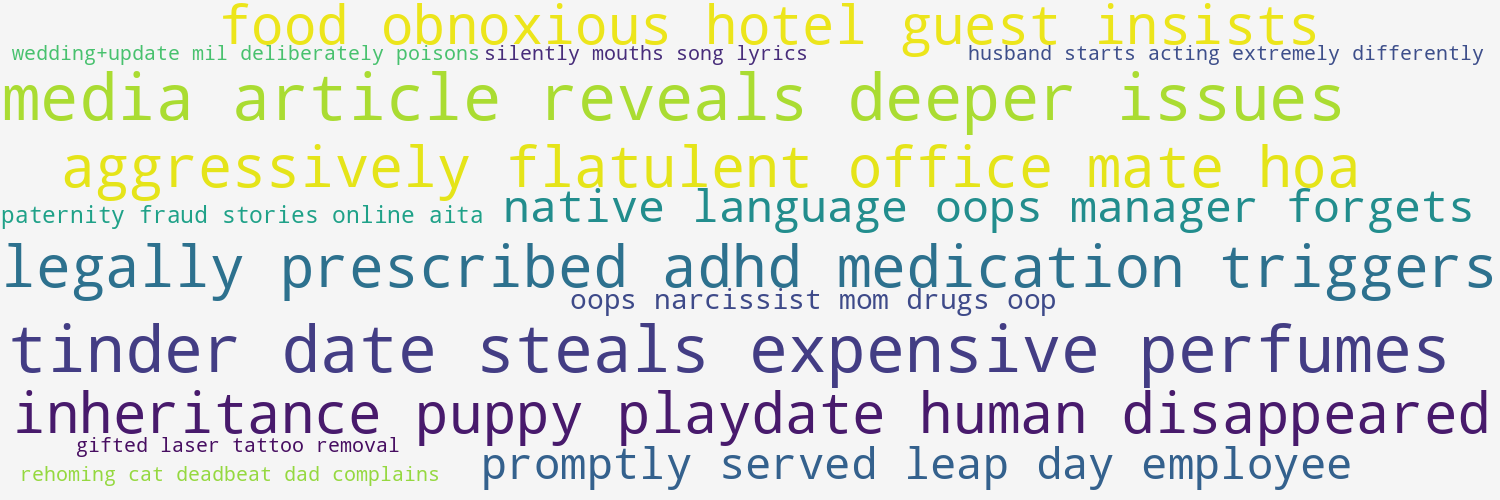 food obnoxious hotel guest insists
wedding+update mil deliberately poisons
silently mouths song lyrics
husband starts acting extremely differently
media article reveals deeper issues
aggressively flatulent office mate hoa
native language oops manager forgets
paternity fraud stories online aita
legally prescribed adhd medication triggers
oops narcissist mom drugs oop
tinder date steals expensive perfumes
inheritance puppy playdate human disappeared
gifted laser tattoo removal
promptly served leap day employee
rehoming cat deadbeat dad complains